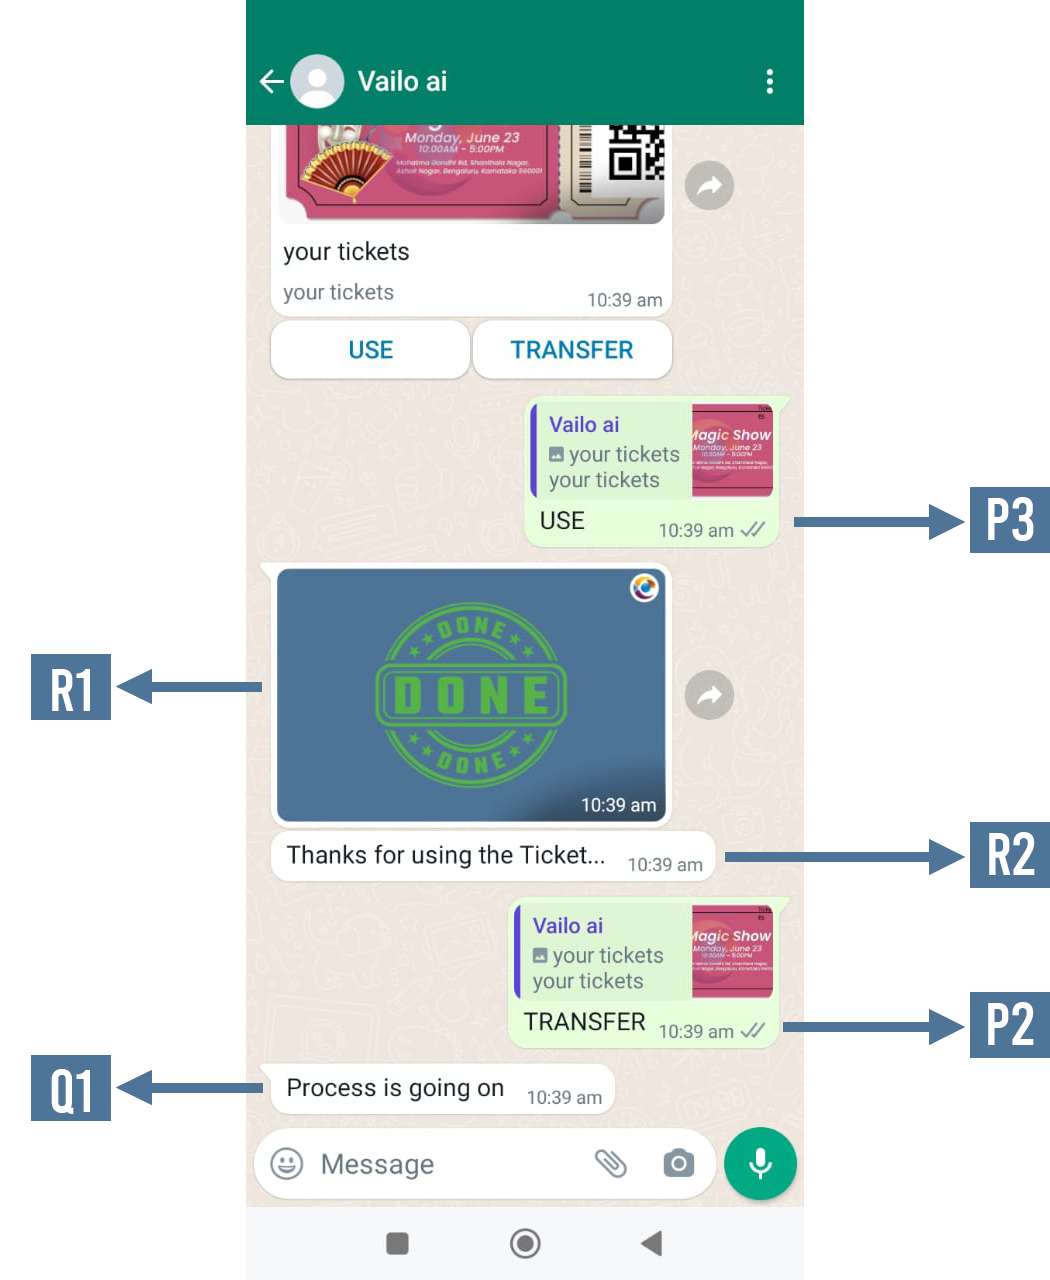 Vailo ai
Monday, June 23
10:00AM - 5:00PM
Mahatma Gandhi Rd, Shanthala Nagar,
Ashok Nagar, Bengaluru, Karnataka 560001
your tickets
your tickets
10:39 am
USE
TRANSFER
Vailo ai
your tickets
your tickets
Magic Show
Monday, June 23
10:00AM - 5:00PM
USE
10:39 am
P3
DONE
DONE
DONE
10:39 am
R1
Thanks for using the Ticket...
10:39 am
R2
Vailo ai
your tickets
your tickets
Magic Show
Monday, June 23
10:00AM - 5:00PM
TRANSFER
10:39 am
P2
Q1
Process is going on
10:39 am
Message